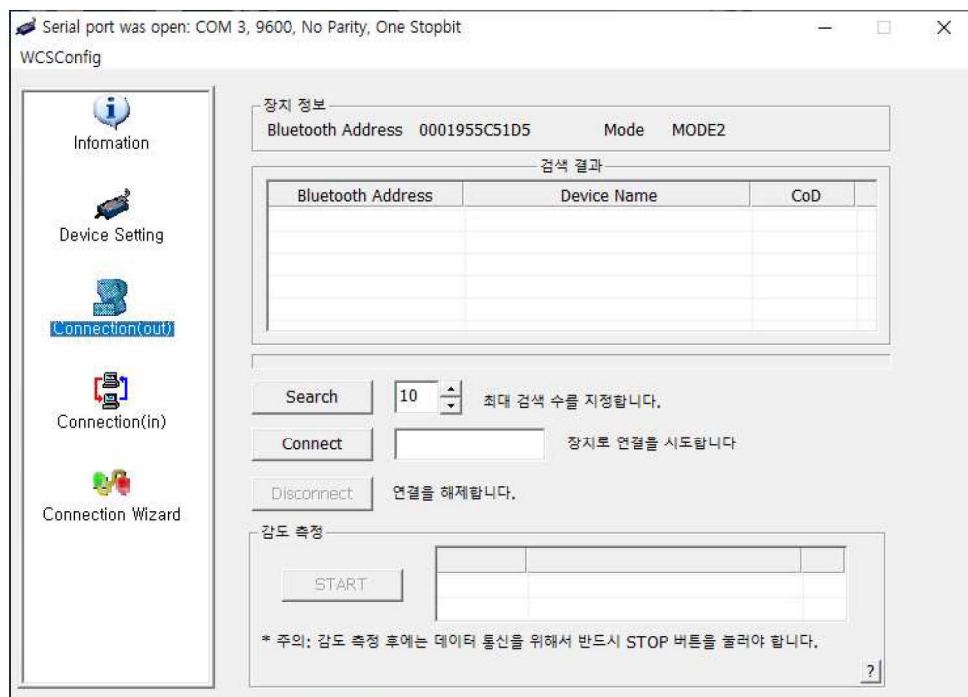 Serial port was open: COM 3, 9600, No Parity, One Stopbit
WCSConfig
Infomation
Device Setting
Connection(out)
Connection(in)
Connection Wizard
장치 정보
Bluetooth Address 0001955C51D5 Mode MODE2
검색 결과
Bluetooth Address Device Name CoD
Search 10 최대 검색 수를 지정합니다.
Connect 장치로 연결을 시도합니다
Disconnect 연결을 해제합니다.
감도 측정
START
* 주의: 감도 측정 후에는 데이터 통신을 위해서 반드시 STOP 버튼을 눌러야 합니다.
?